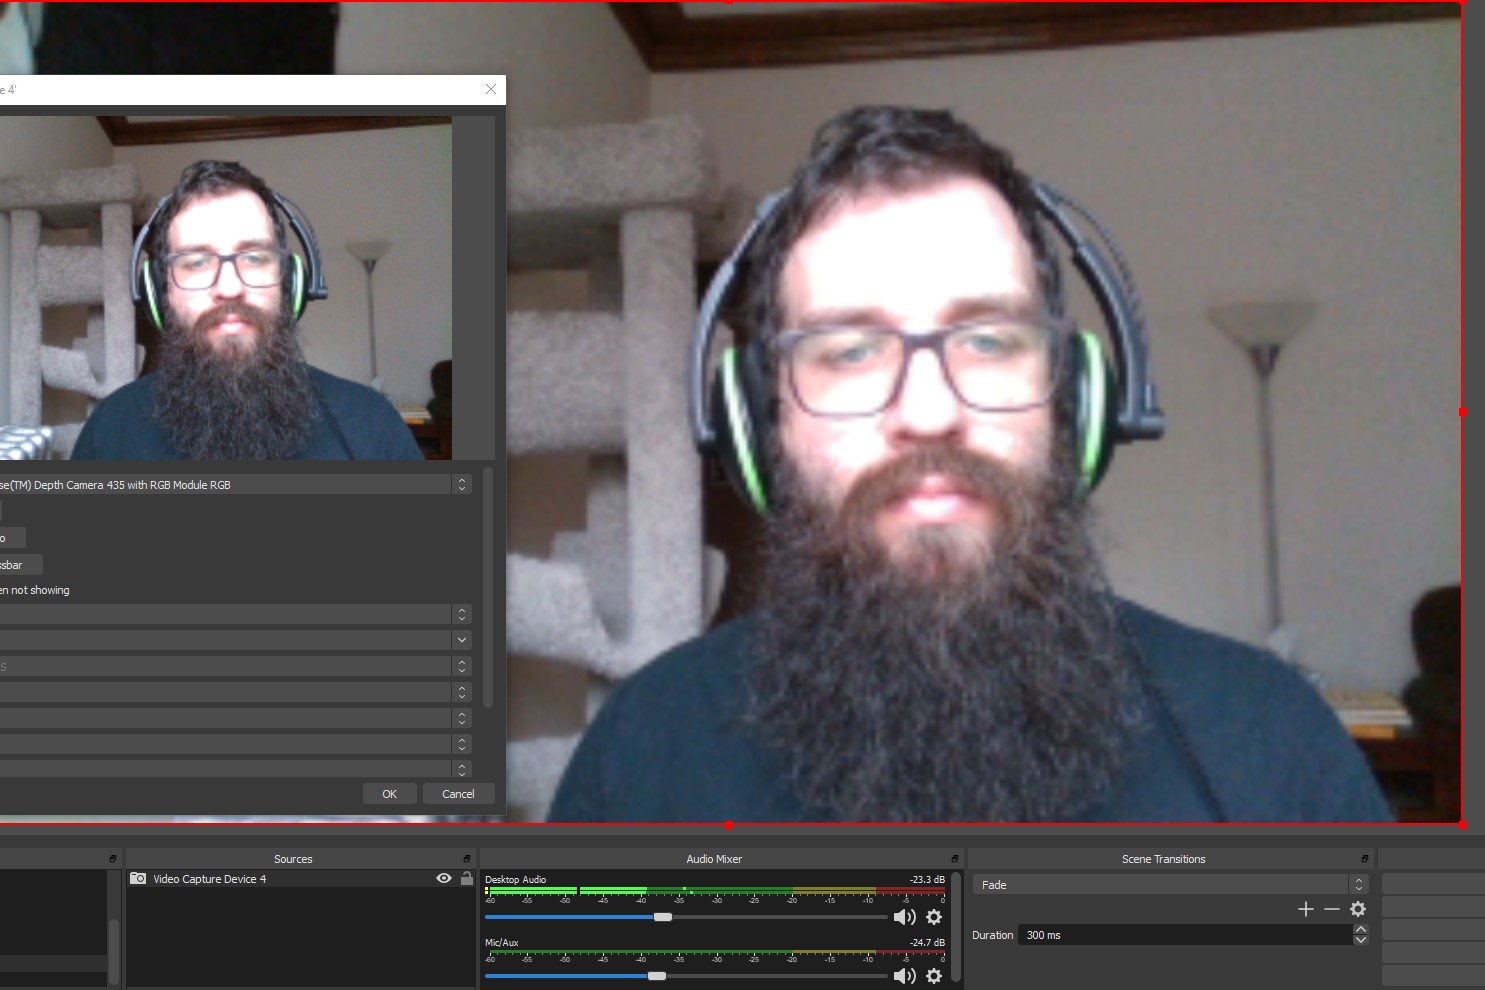 e 4'
se(TM) Depth Camera 435 with RGB Module RGB
o
ssbar
en not showing
S
OK
Cancel
Sources
Audio Mixer
Scene Transitions
Video Capture Device 4
Desktop Audio
-23.3 dB
-60 -55 -50 -45 -40 -35 -30 -25 -20 -15 -10 -5 0
Mic/Aux
-24.7 dB
-60 -55 -50 -45 -40 -35 -30 -25 -20 -15 -10 -5 0
Fade
Duration
300 ms